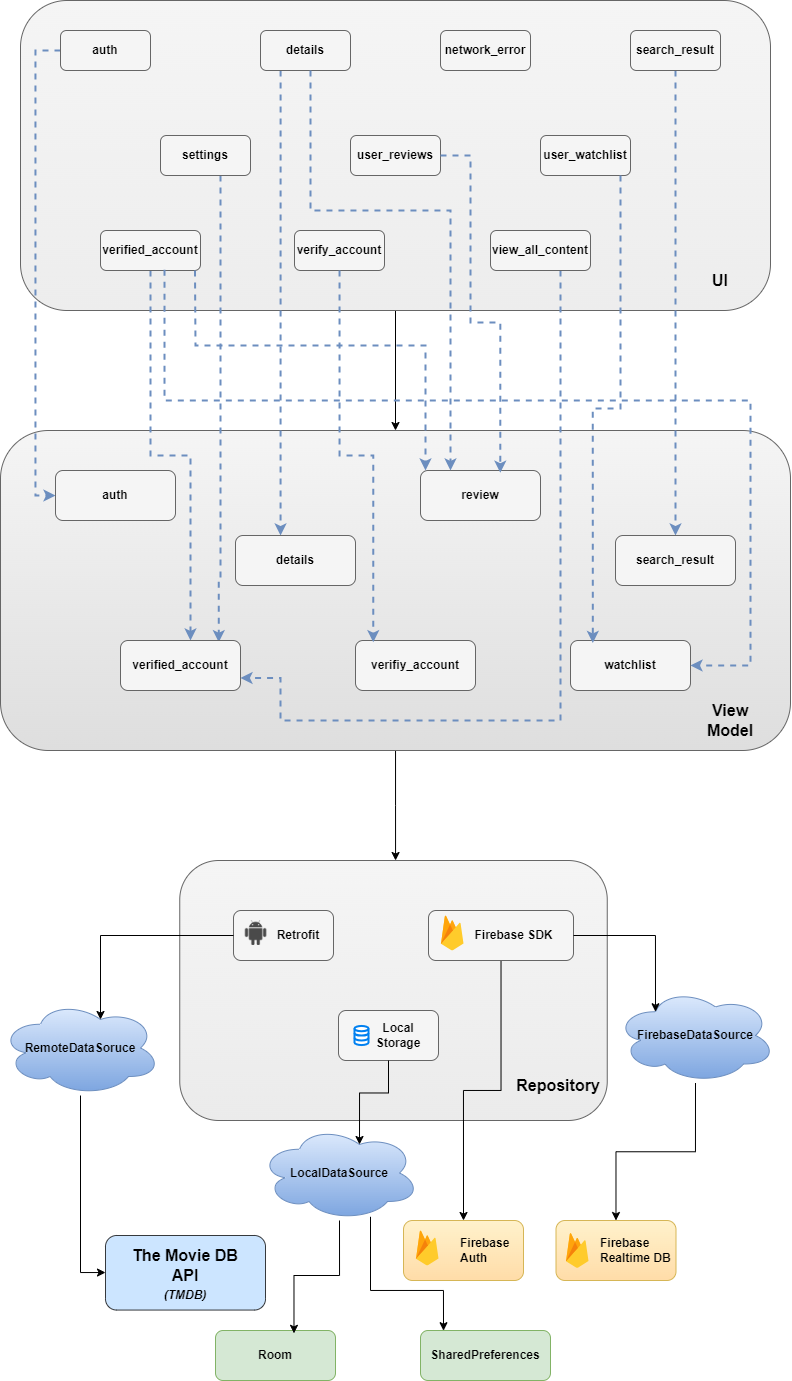 auth
details
network_error
search_result
settings
user_reviews
user_watchlist
verified_account
verify_account
view_all_content
UI
auth
review
details
search_result
verified_account
verifiy_account
watchlist
View
Model
Retrofit
Firebase SDK
Local
Storage
RemoteDataSoruce
FirebaseDataSource
Repository
LocalDataSource
The Movie DB
API
(TMDB)
Firebase
Auth
Firebase
Realtime DB
Room
SharedPreferences